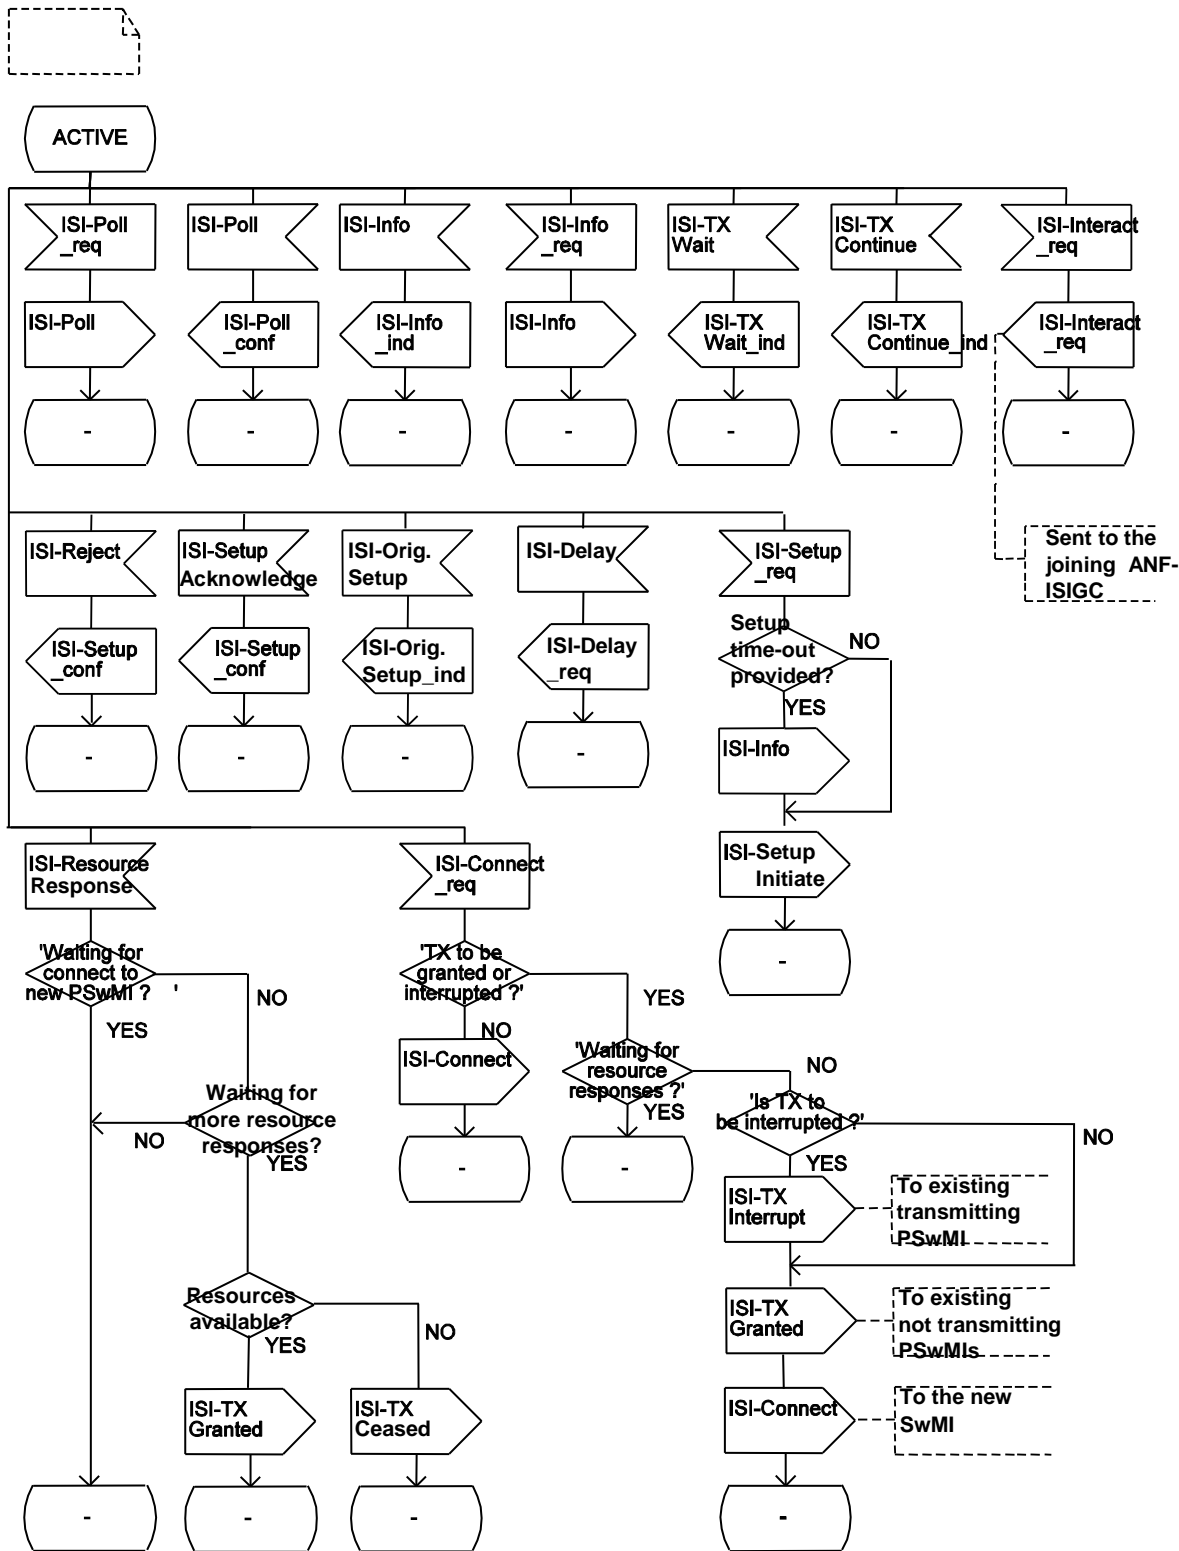 ACTIVE
ISI-Poll
_req
ISI-Poll
ISI-Info
ISI-Info
_req
ISI-TX
Wait
ISI-TX
Continue
ISI-Interact
_req
ISI-Poll
ISI-Poll
_conf
ISI-Info
_ind
ISI-Info
ISI-TX
Wait_ind
ISI-TX
Continue_ind
ISI-Interact
_req
-
-
-
-
-
-
-
Sent to the
joining ANF-
ISIGC
ISI-Reject
ISI-Setup
Acknowledge
ISI-Orig.
Setup
ISI-Delay
ISI-Setup
_req
ISI-Setup
_conf
ISI-Setup
_conf
ISI-Orig.
Setup_ind
ISI-Delay
_req
Setup
time-out
provided?
NO
YES
-
-
-
-
ISI-Info
ISI-Setup
Initiate
-
ISI-Resource
Response
ISI-Connect
_req
'Waiting for
connect to
new PSwMI ? '
NO
YES
'TX to be
granted or
interrupted ?'
YES
NO
ISI-Connect
-
'Waiting for
resource
responses ?'
NO
YES
-
'Is TX to
be interrupted ?'
NO
YES
Waiting for
more resource
responses?
NO
YES
ISI-TX
Interrupt
To existing
transmitting
PSwMI
Resources
available?
NO
YES
ISI-TX
Granted
To existing
not transmitting
PSwMIs
ISI-TX
Granted
ISI-TX
Ceased
ISI-Connect
To the new
SwMI
-
-
-
-